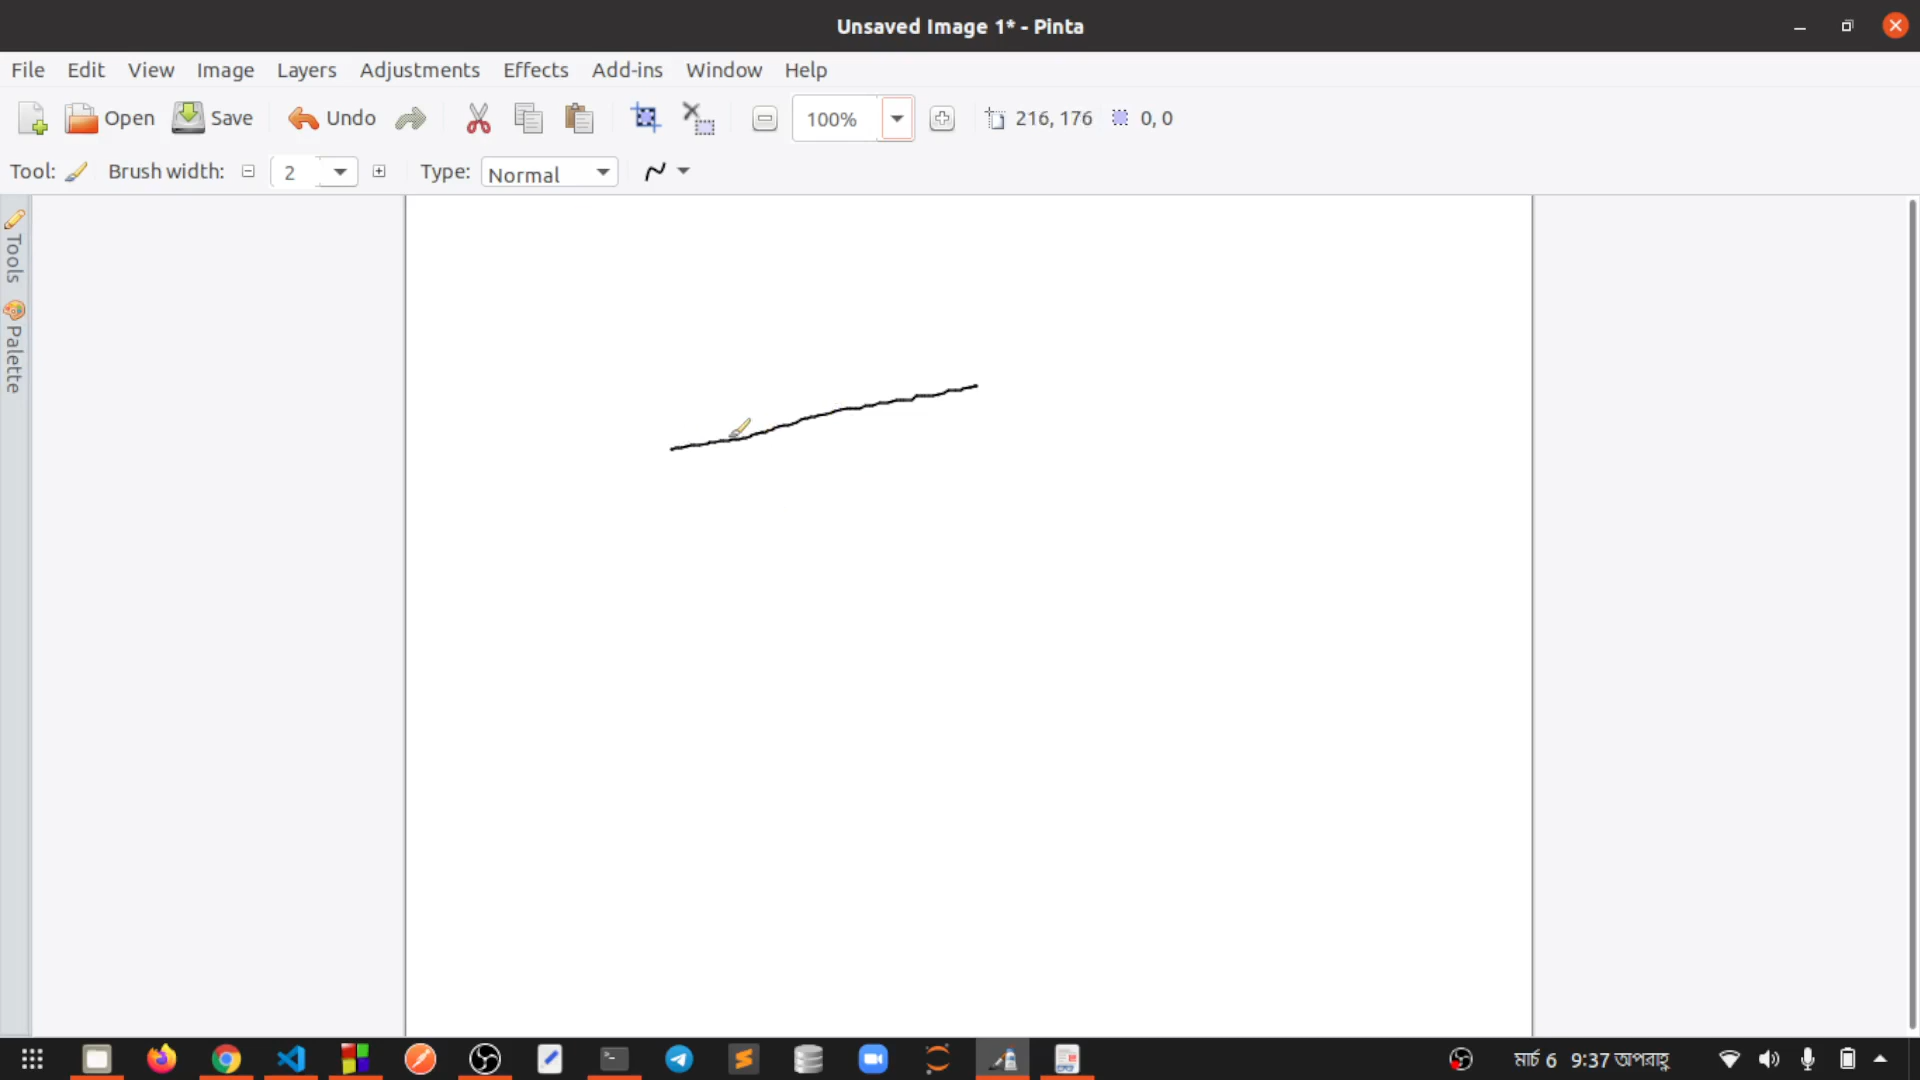 Unsaved Image 1* - Pinta
File Edit View Image Layers Adjustments Effects Add-ins Window Help
Open Save Undo 100% 216, 176 0, 0
Tool: Brush width: 2 Type: Normal
Tools
Palette
মার্চ 6 9:37 অপরাহ্ণ